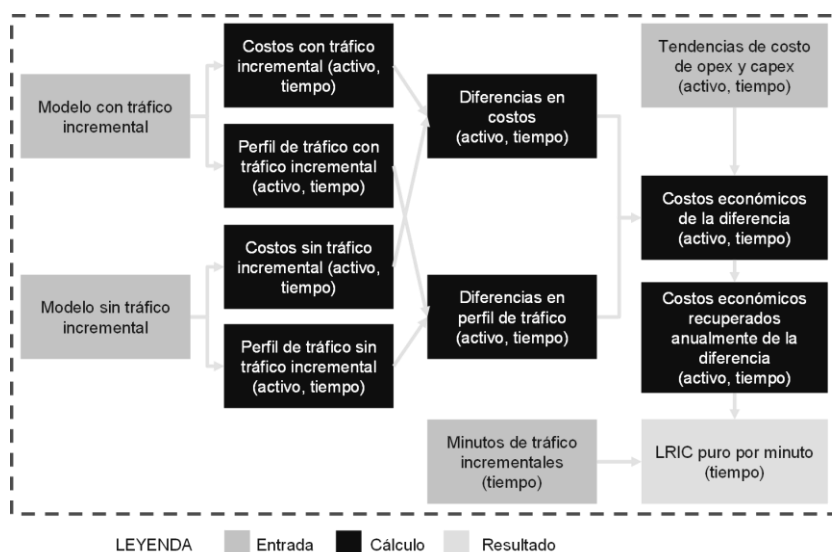 Modelo con tráfico
incremental
Costos con tráfico
incremental (activo,
tiempo)
Perfil de tráfico con
tráfico incremental
(activo, tiempo)
Modelo sin tráfico
incremental
Costos sin tráfico
incremental (activo,
tiempo)
Perfil de tráfico sin
tráfico incremental
(activo, tiempo)
Diferencias en
costos
(activo, tiempo)
Diferencias en
perfil de tráfico
(activo, tiempo)
Tendencias de costo
de opex y capex
(activo, tiempo)
Costos económicos
de la diferencia
(activo, tiempo)
Costos económicos
recuperados
anualmente de la
diferencia
(activo, tiempo)
Minutos de tráfico
incrementales
(tiempo)
LRIC puro por minuto
(tiempo)
LEYENDA Entrada Cálculo Resultado